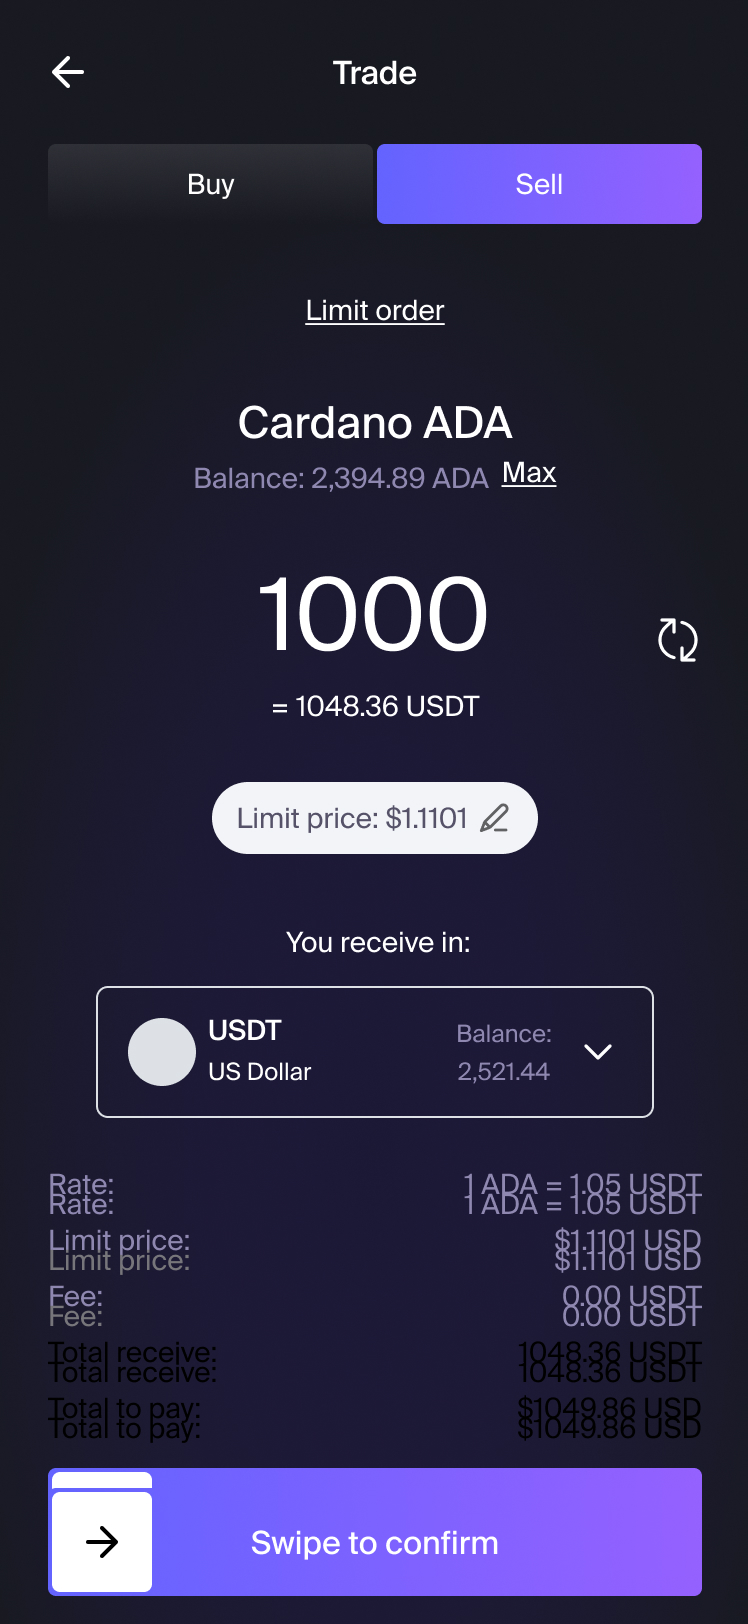 Trade
Buy
Sell
Limit order
Cardano ADA
Balance: 2,394.89 ADA Max
1000
= 1048.36 USDT
Limit price: $1.1101
You receive in:
USDT
US Dollar
Balance:
2,521.44
Rate: 1 ADA = 1.05 USDT
Rate: 1 ADA = 1.05 USDT
Limit price: $1.1101 USD
Limit price: $1.1101 USD
Fee: 0.00 USDT
Fee: 0.00 USDT
Total receive: 1048.36 USDT
Total receive: 1048.36 USDT
Total to pay: $1049.86 USD
Total to pay: $1049.86 USD
Swipe to confirm